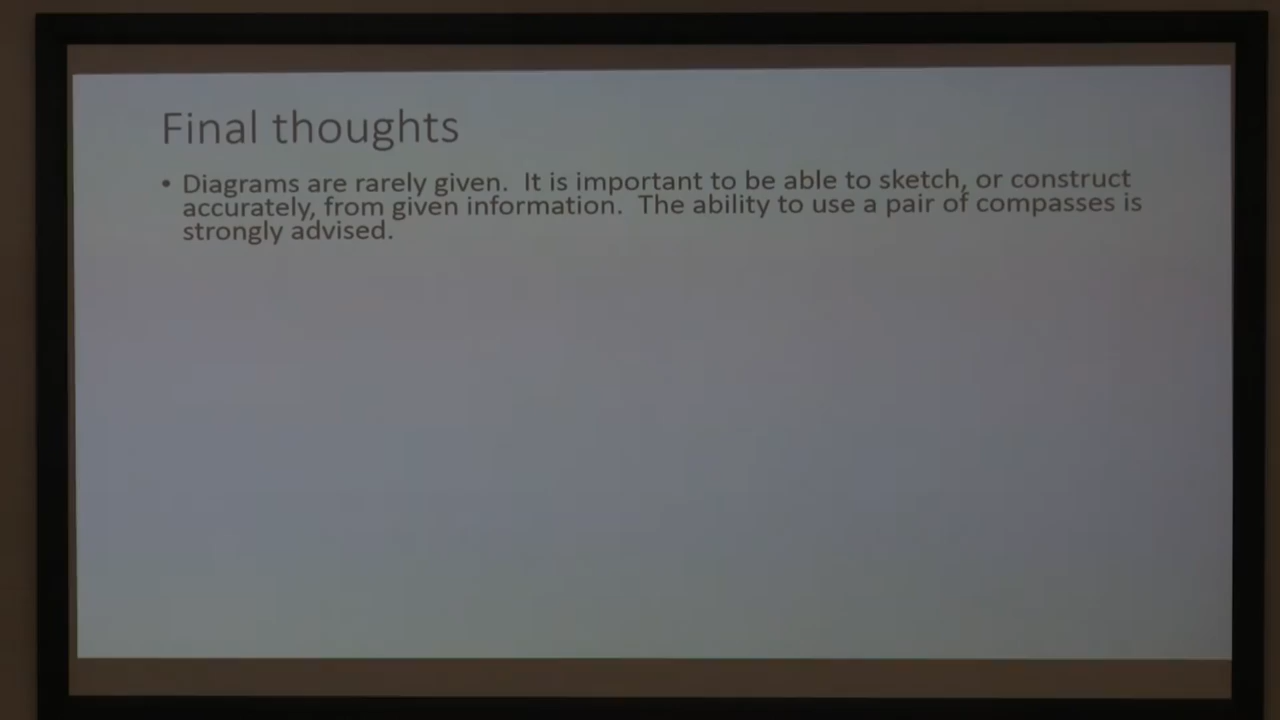 Final thoughts
• Diagrams are rarely given.  It is important to be able to sketch, or construct
accurately, from given information.  The ability to use a pair of compasses is
strongly advised.